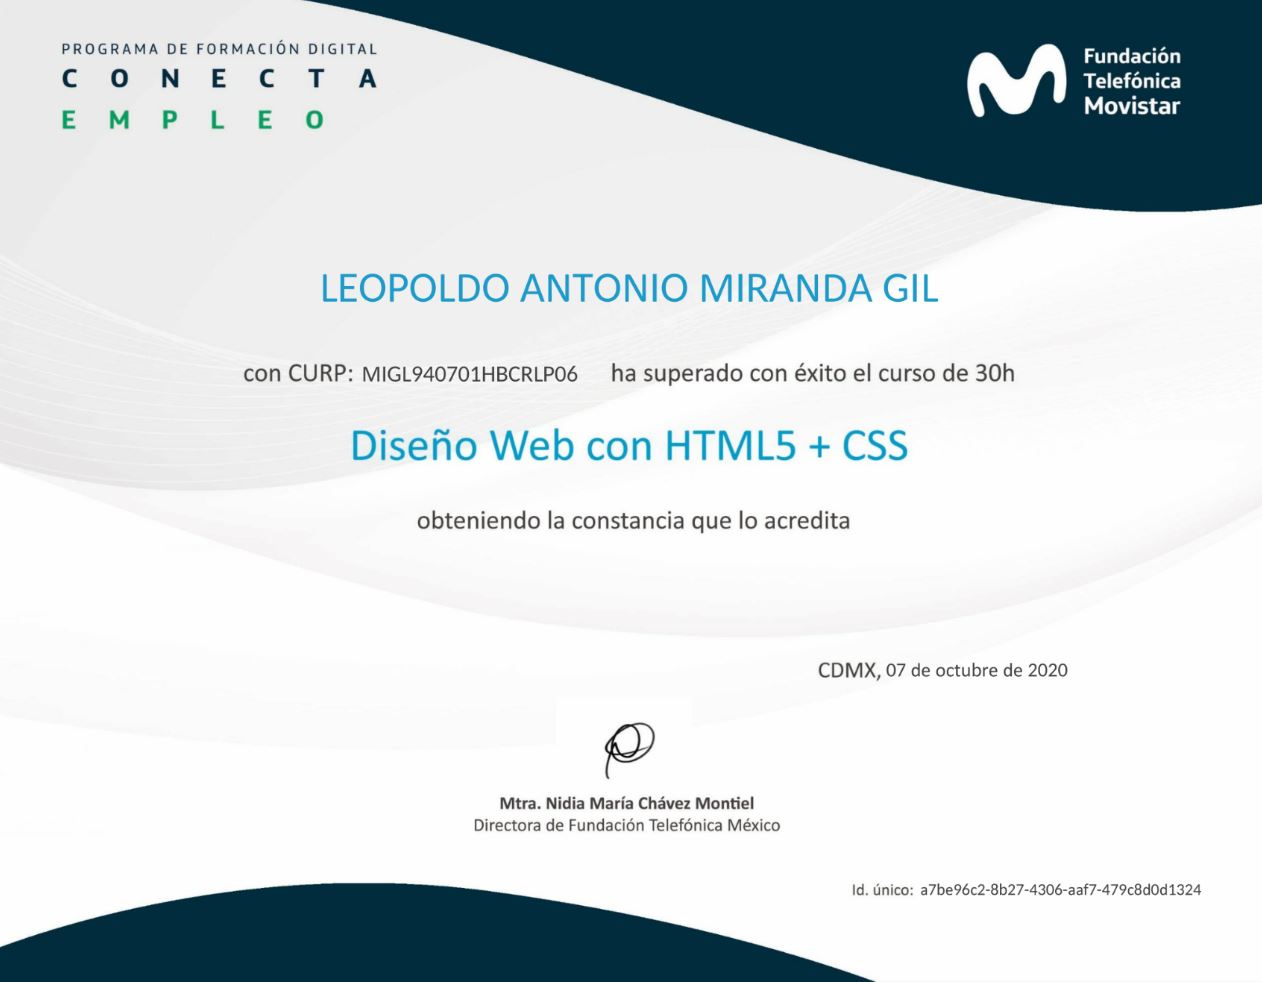 PROGRAMA DE FORMACIÓN DIGITAL
CONECTA
EMPLEO
Fundación
Telefónica
Movistar
LEOPOLDO ANTONIO MIRANDA GIL
con CURP: MIGL940701HBCRLP06 ha superado con éxito el curso de 30h
Diseño Web con HTML5 + CSS
obteniendo la constancia que lo acredita
CDMX, 07 de octubre de 2020
Mtra. Nidia María Chávez Montiel
Directora de Fundación Telefónica México
Id. único: a7be96c2-8b27-4306-aaf7-479c8d0d1324